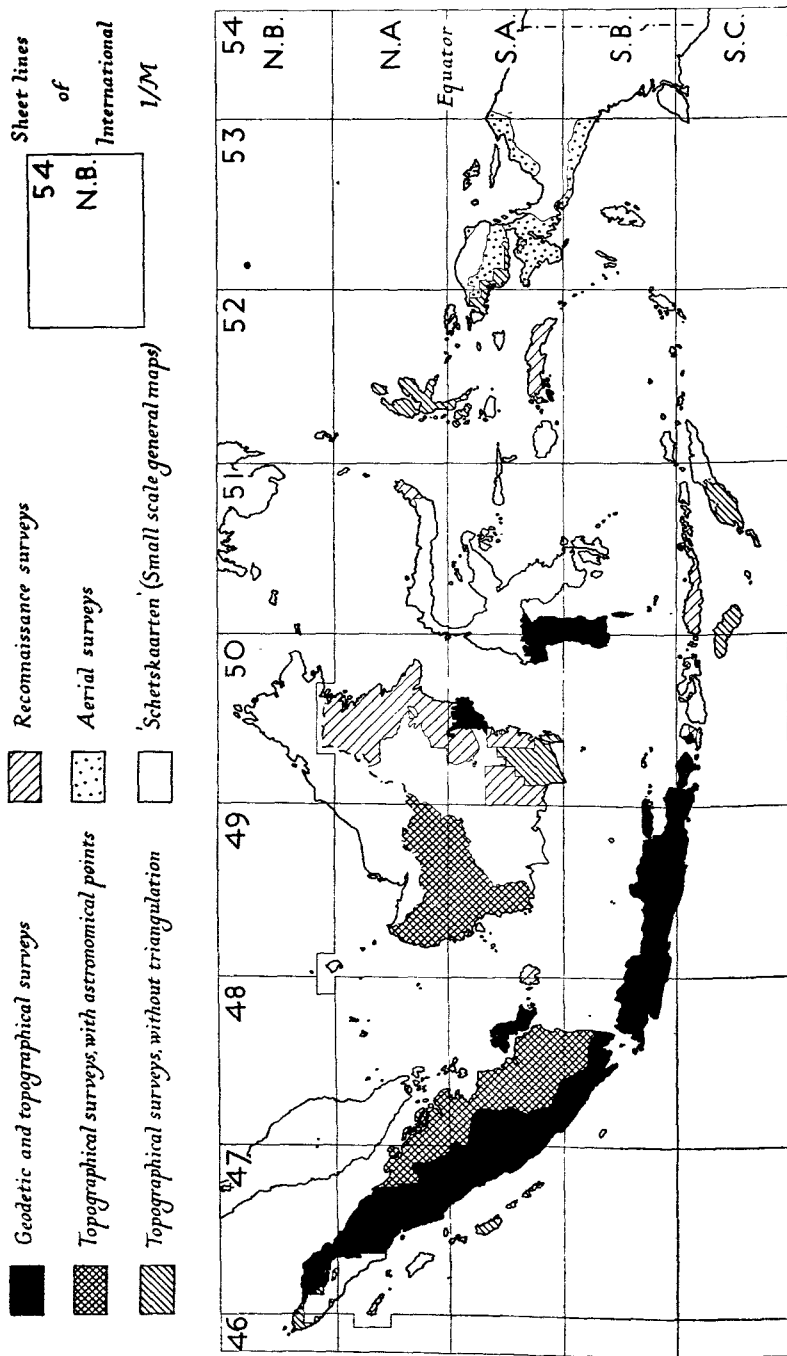 Geodetic and topographical surveys
Topographical surveys, with astronomical points
Topographical surveys, without triangulation
Reconnaissance surveys
Aerial surveys
'Schetskaarten' (Small scale general maps)
54
N.B.
Sheet lines
of
International
1/M
46
47
48
49
50
51
52
53
54
N.B.
N.A
Equator
S.A.
S.B.
S.C.